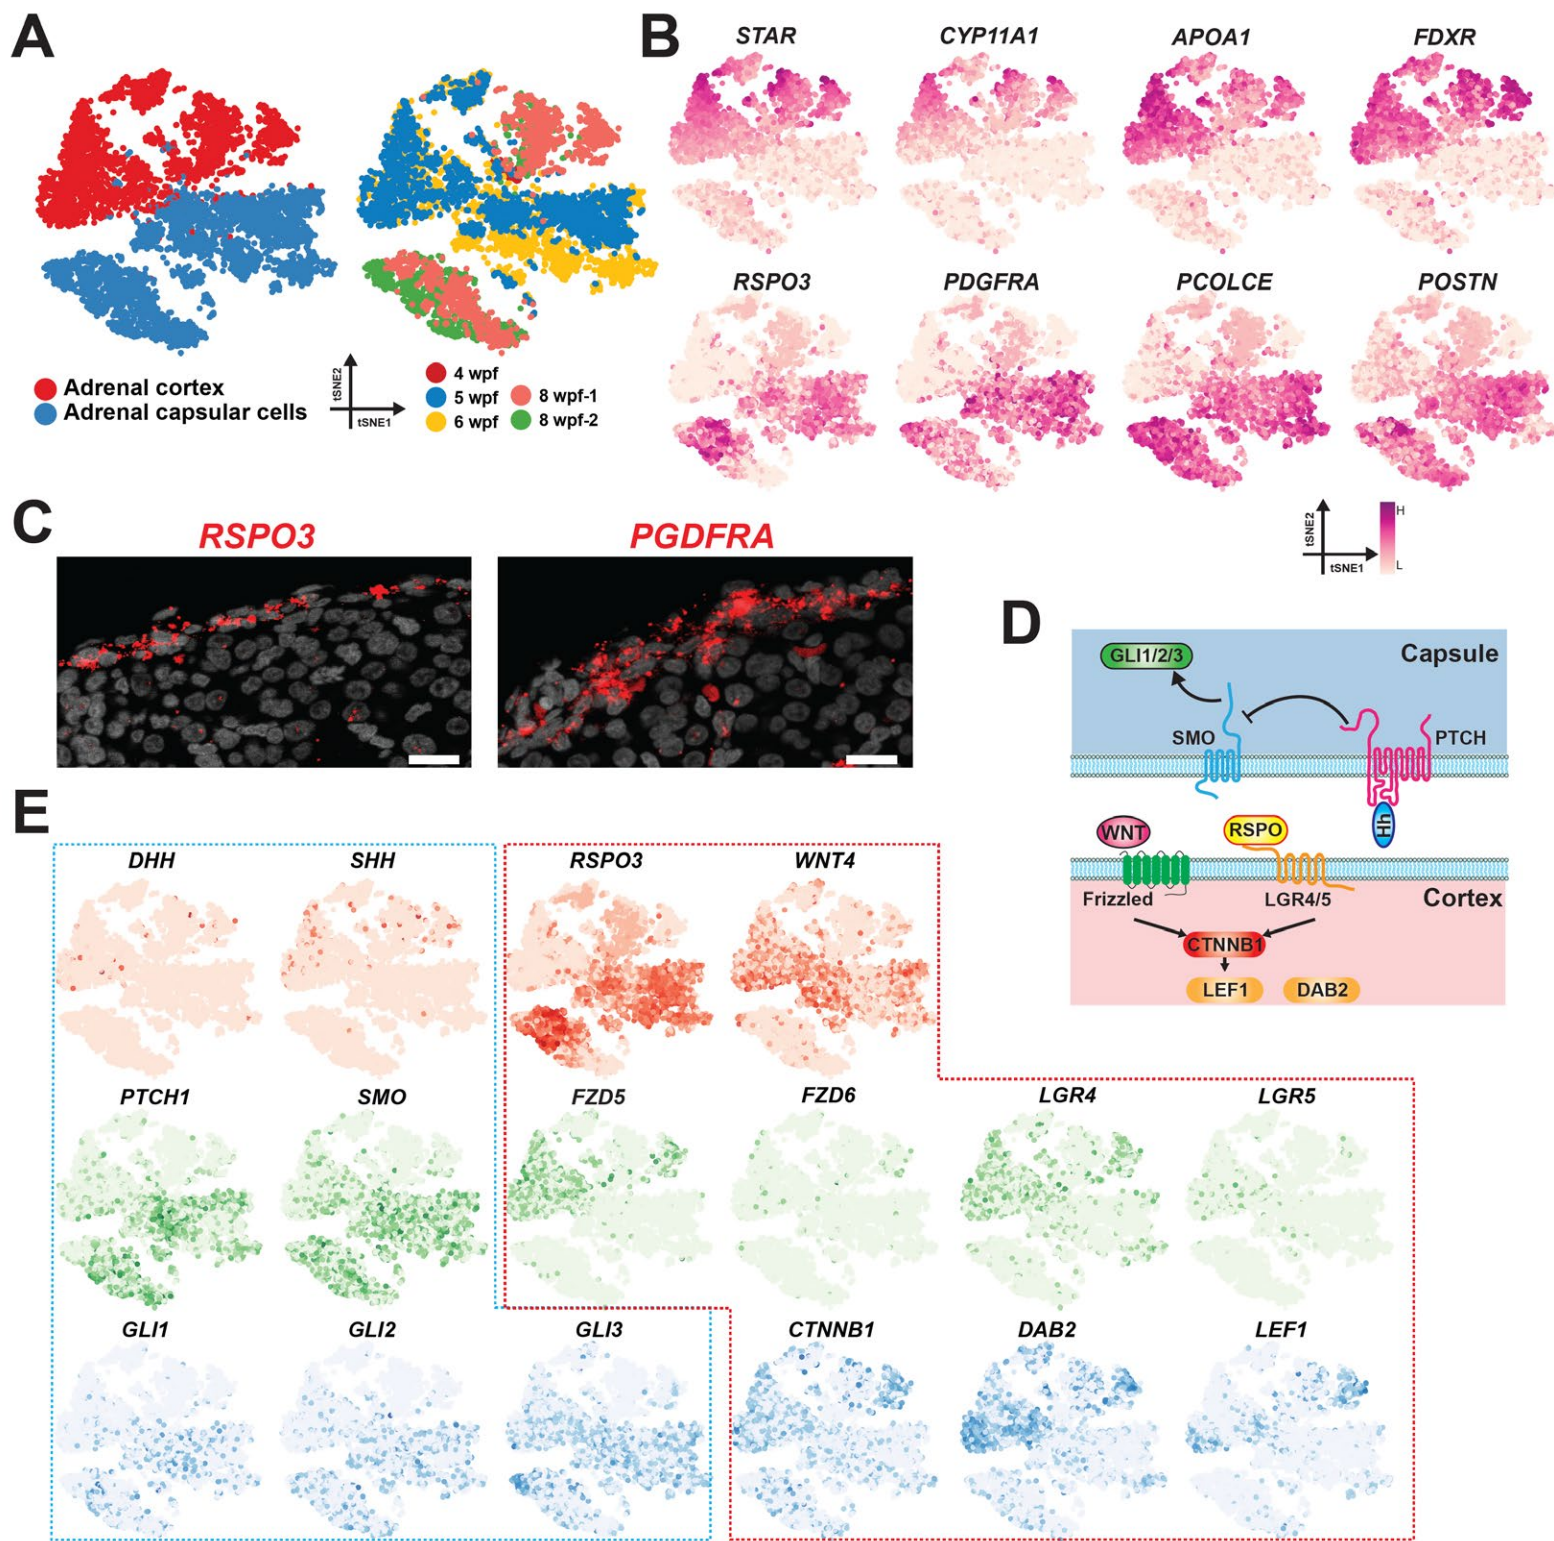 A
Adrenal cortex
Adrenal capsular cells
tSNE2
tSNE1
4 wpf
5 wpf
6 wpf
8 wpf-1
8 wpf-2
B
STAR CYP11A1 APOA1 FDXR
RSPO3 PDGFRA PCOLCE POSTN
tSNE2
tSNE1
H
L
C
RSPO3 PGDFRA
D
Capsule
GLI1/2/3
SMO
PTCH
Hh
WNT
RSPO
Frizzled
LGR4/5
Cortex
CTNNB1
LEF1
DAB2
E
DHH SHH RSPO3 WNT4
PTCH1 SMO FZD5 FZD6 LGR4 LGR5
GLI1 GLI2 GLI3 CTNNB1 DAB2 LEF1